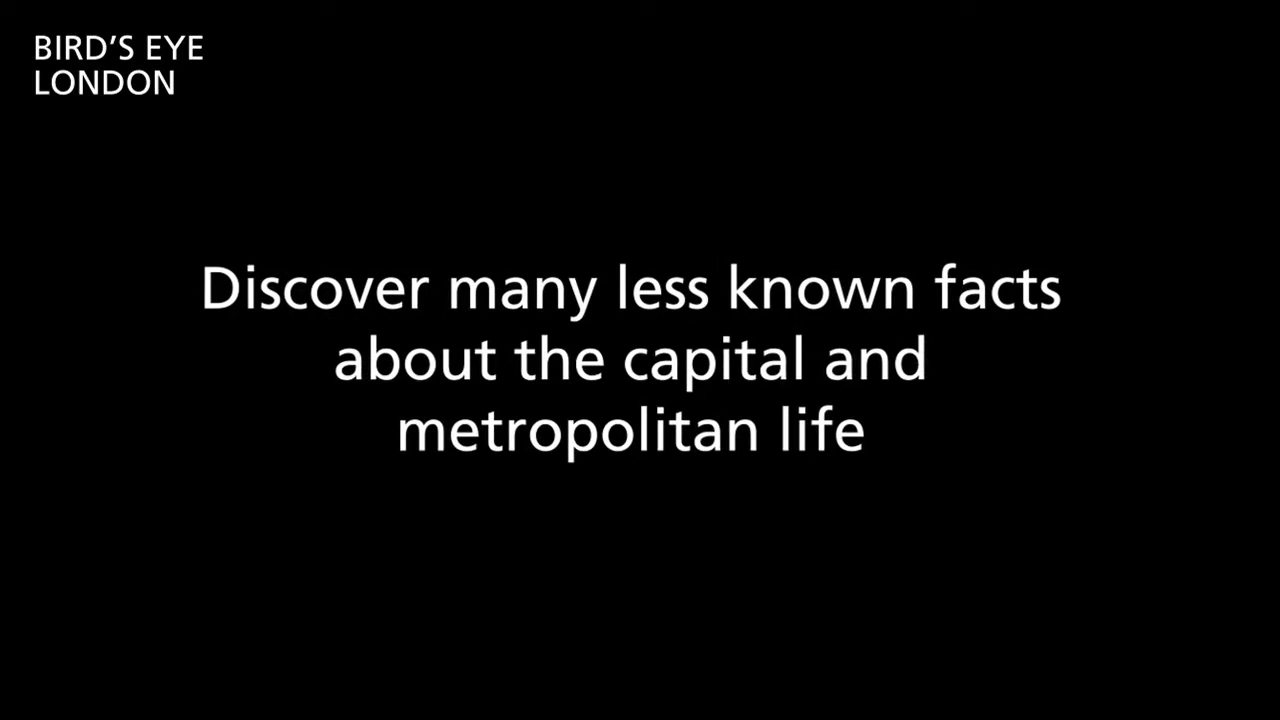 BIRD’S EYE
LONDON
Discover many less known facts
about the capital and
metropolitan life